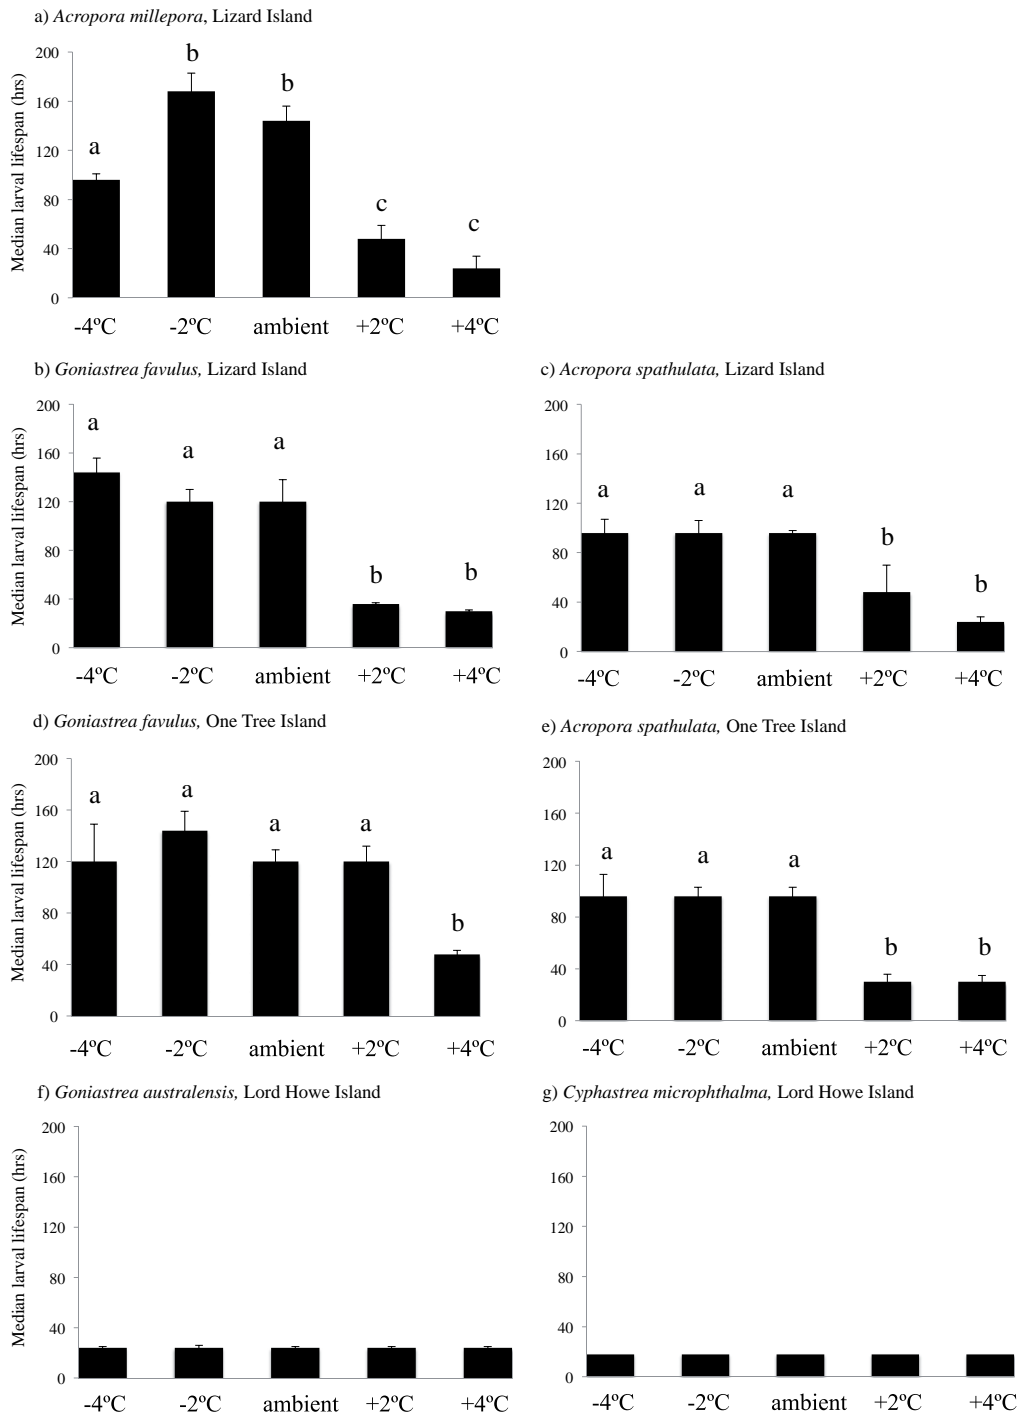 a) Acropora millepora, Lizard Island
Median larval lifespan (hrs)
200
160
120
80
40
0
a
b
b
c
c
-4ºC -2ºC ambient +2ºC +4ºC
b) Goniastrea favulus, Lizard Island
Median larval lifespan (hrs)
200
160
120
80
40
0
a
a
a
b
b
-4ºC -2ºC ambient +2ºC +4ºC
c) Acropora spathulata, Lizard Island
200
160
120
80
40
0
a
a
a
b
b
-4ºC -2ºC ambient +2ºC +4ºC
d) Goniastrea favulus, One Tree Island
Median larval lifespan (hrs)
200
160
120
80
40
0
a
a
a
a
b
-4ºC -2ºC ambient +2ºC +4ºC
e) Acropora spathulata, One Tree Island
200
160
120
80
40
0
a
a
a
b
b
-4ºC -2ºC ambient +2ºC +4ºC
f) Goniastrea australensis, Lord Howe Island
Median larval lifespan (hrs)
200
160
120
80
40
0
-4ºC -2ºC ambient +2ºC +4ºC
g) Cyphastrea microphthalma, Lord Howe Island
200
160
120
80
40
0
-4ºC -2ºC ambient +2ºC +4ºC